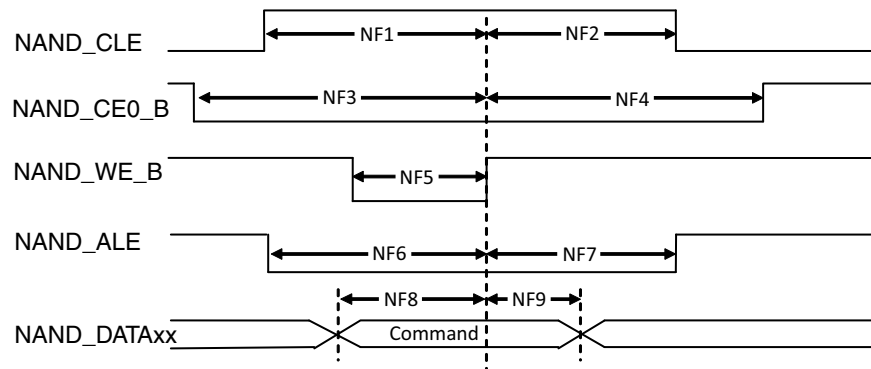 NAND_CLE NF1 NF2
NAND_CE0_B NF3 NF4
NAND_WE_B NF5
NAND_ALE NF6 NF7
NF8 NF9
NAND_DATAxx Command